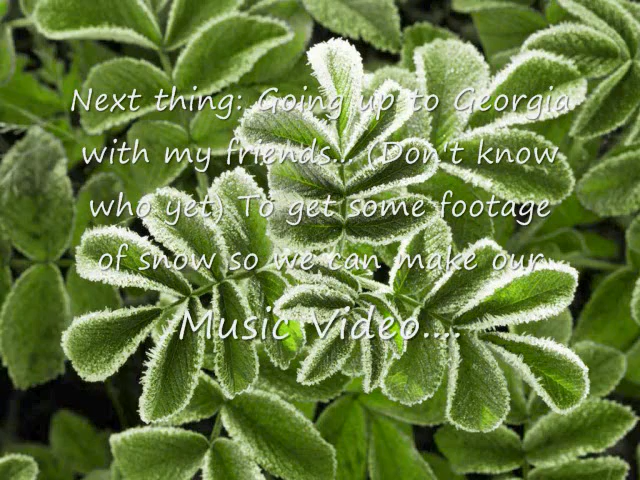 Next thing: Going up to Georgia
with my friends... (Don't know
who yet) To get some footage
of snow so we can make our
Music Video....